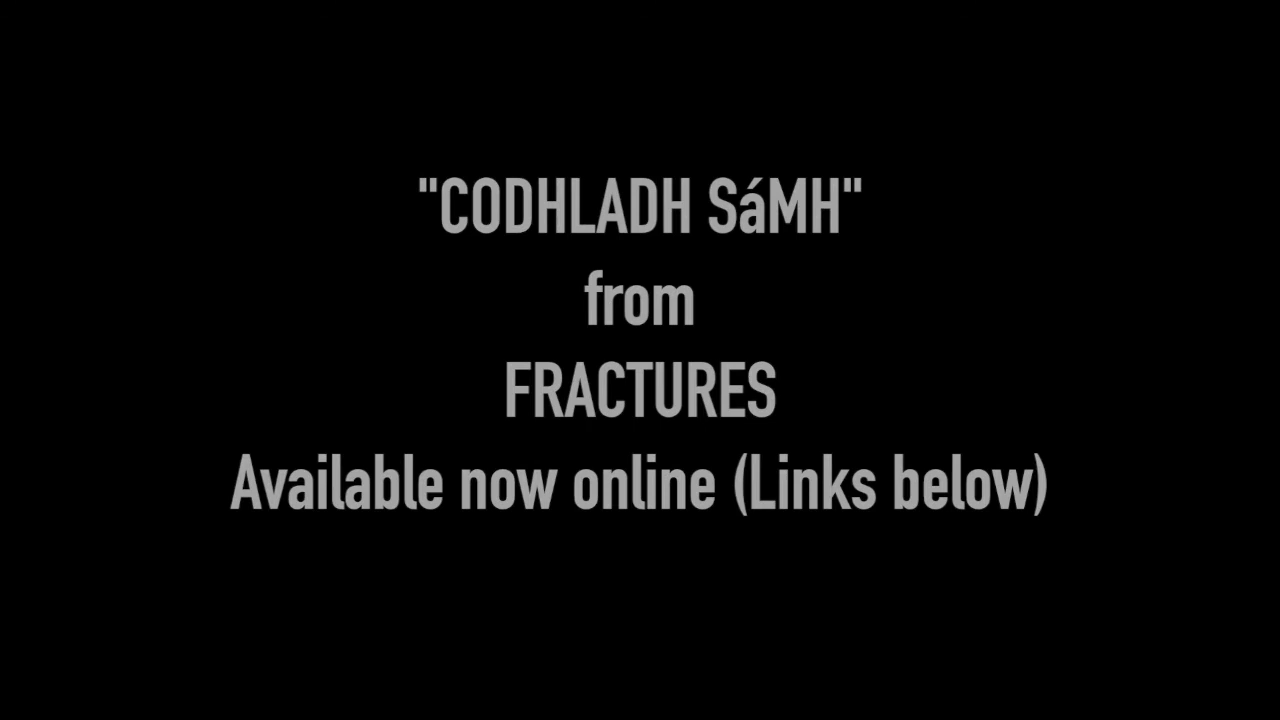 "CODHLADH SáMH"
from
FRACTURES
Available now online (Links below)